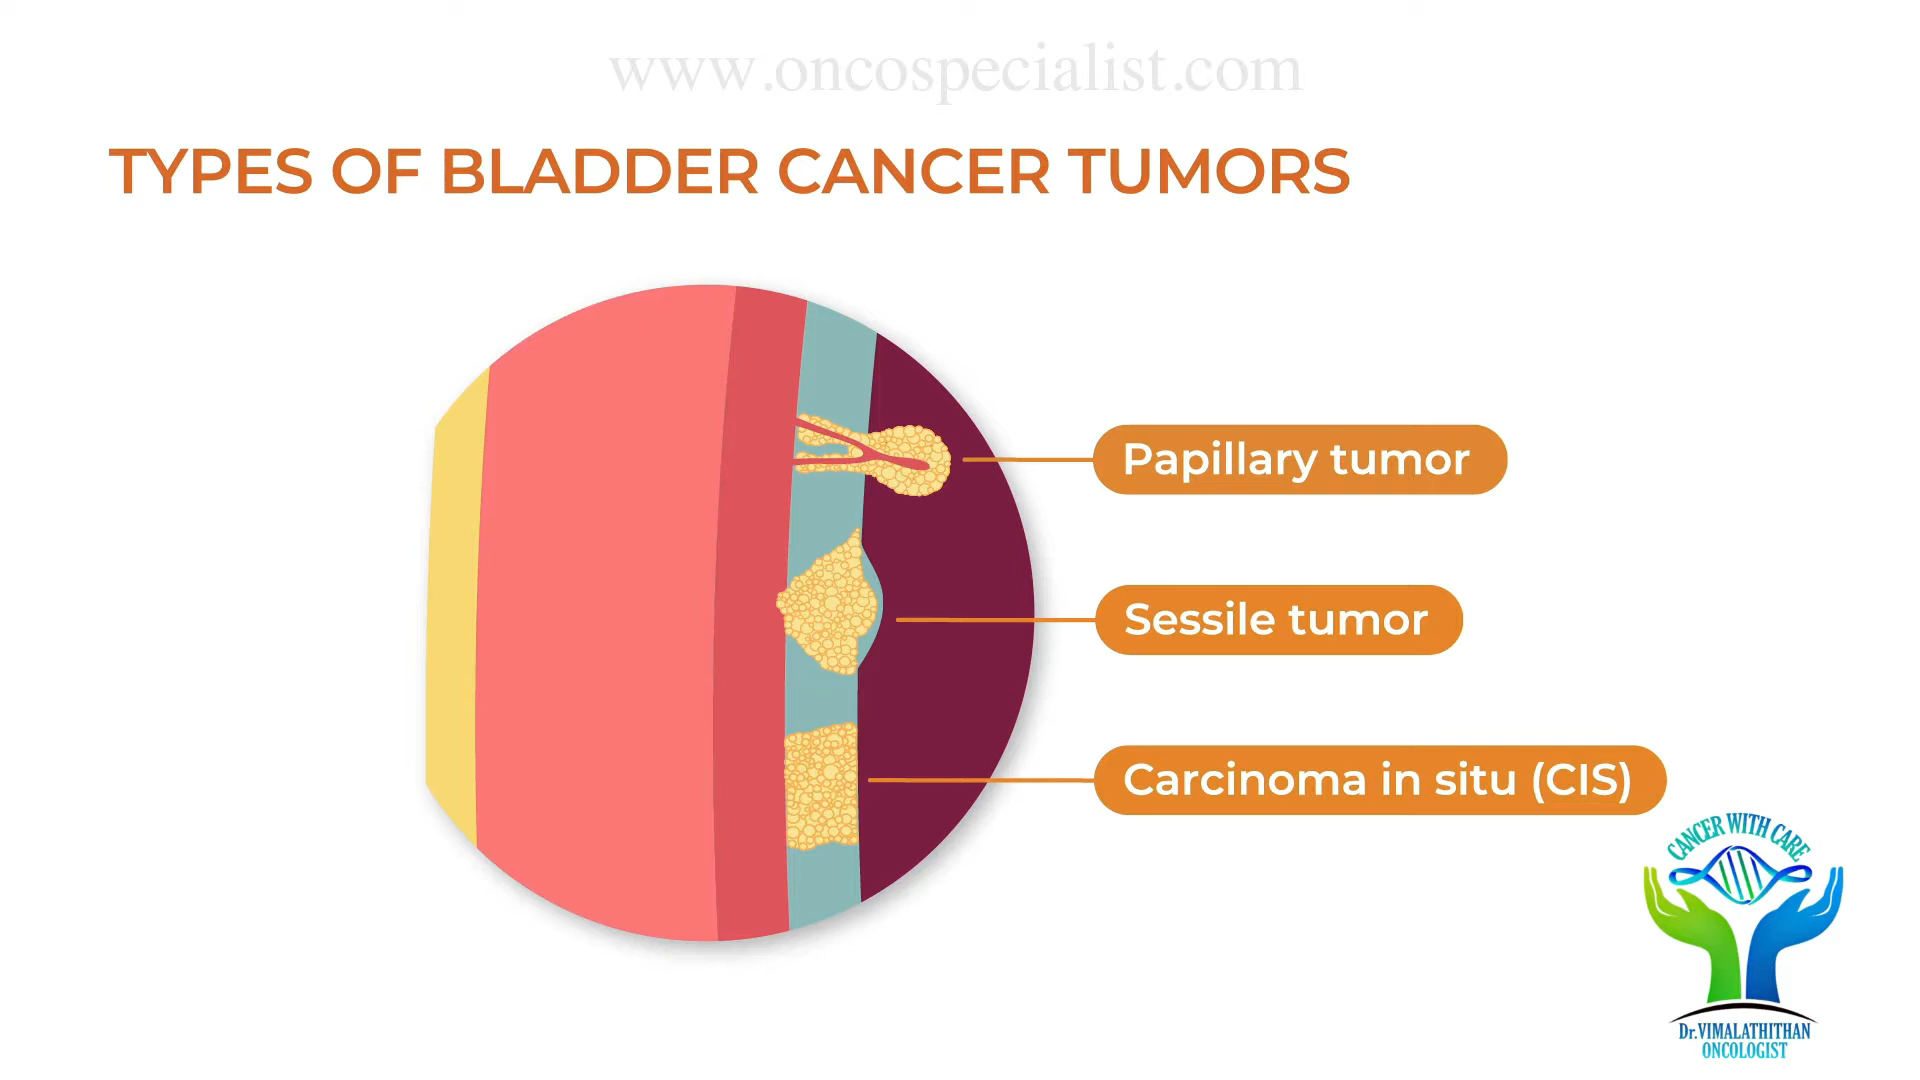 www.oncospecialist.com
TYPES OF BLADDER CANCER TUMORS
Papillary tumor
Sessile tumor
Carcinoma in situ (CIS)
CANCER WITH CARE
Dr.VIMALATHITHAN
ONCOLOGIST